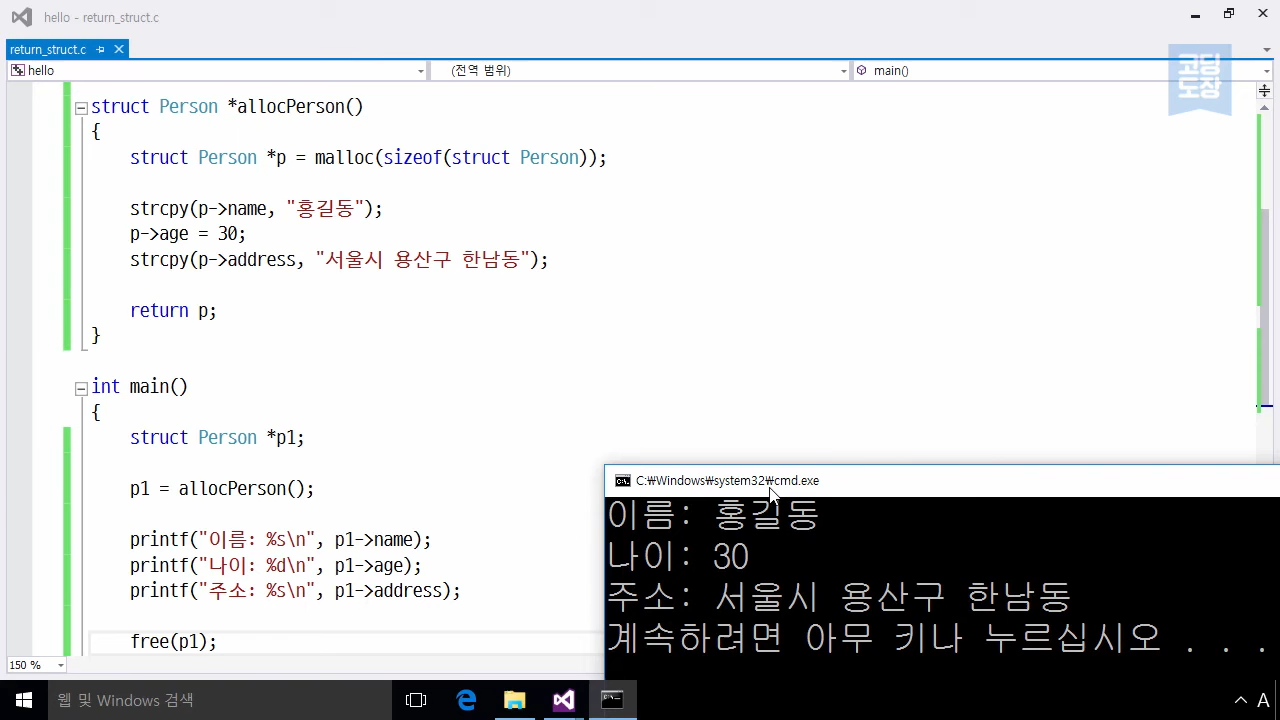 hello - return_struct.c
return_struct.c
hello
(전역 범위)
main()
코딩
도장
struct Person *allocPerson()
{
struct Person *p = malloc(sizeof(struct Person));
strcpy(p->name, "홍길동");
p->age = 30;
strcpy(p->address, "서울시 용산구 한남동");
return p;
}
int main()
{
struct Person *p1;
p1 = allocPerson();
printf("이름: %s\n", p1->name);
printf("나이: %d\n", p1->age);
printf("주소: %s\n", p1->address);
free(p1);
150 %
C:₩Windows₩system32₩cmd.exe
이름: 홍길동
나이: 30
주소: 서울시 용산구 한남동
계속하려면 아무 키나 누르십시오 . . .
웹 및 Windows 검색
A